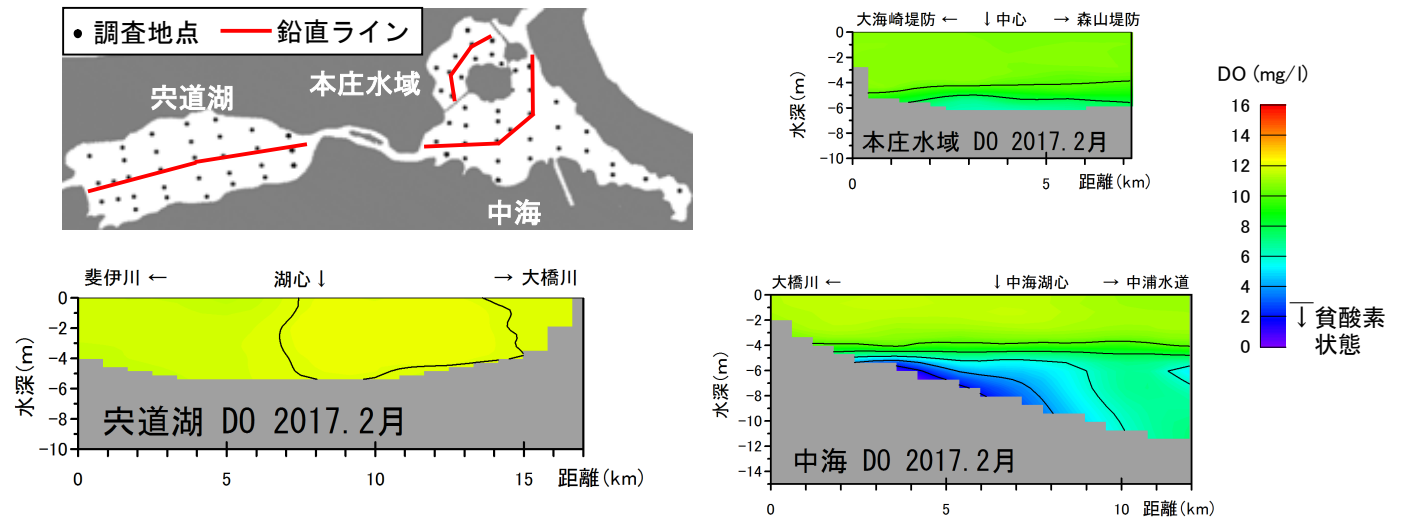 • 調査地点 ― 鉛直ライン
本庄水域
宍道湖
中海
大海崎堤防 ← ↓中心 → 森山堤防
0
-2
-4
-6
-8
-10
水深(m)
本庄水域 DO 2017.2月
0 5 距離(km)
DO (mg/l)
16
14
12
10
8
6
4
2
0
↓貧酸素
状態
斐伊川 ← 湖心↓ → 大橋川
0
-2
-4
-6
-8
-10
水深(m)
宍道湖 DO 2017.2月
0 5 10 15 距離(km)
大橋川 ← ↓中海湖心 → 中浦水道
0
-2
-4
-6
-8
-10
-12
-14
水深(m)
中海 DO 2017.2月
0 5 10 距離(km)